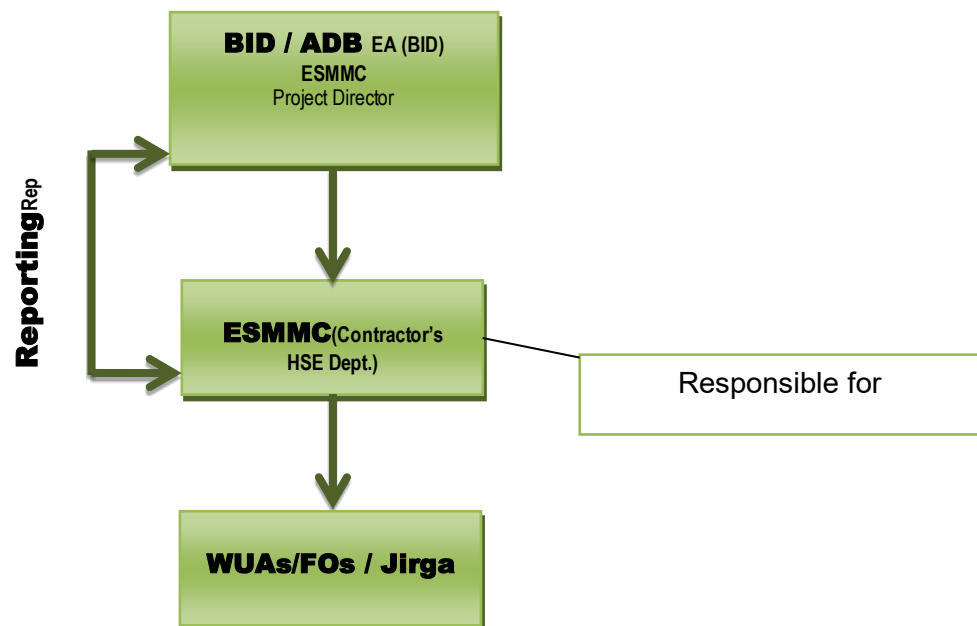 BID / ADB EA (BID)
ESMMC
Project Director
ReportingRep
ESMMC(Contractor’s
HSE Dept.)
Responsible for
WUAs/FOs / Jirga